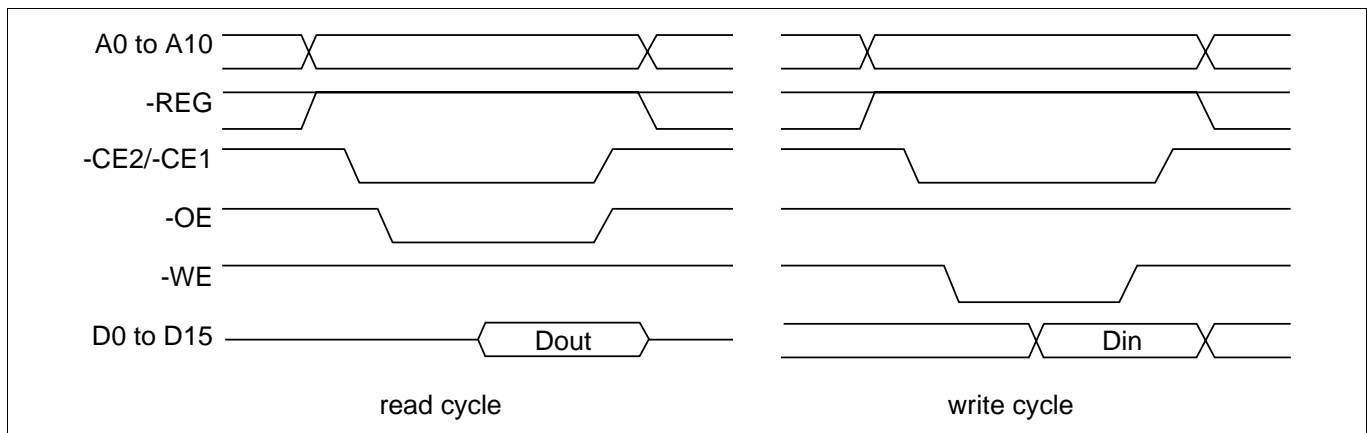 A0 to A10
-REG
-CE2/-CE1
-OE
-WE
D0 to D15
Dout
Din
read cycle
write cycle